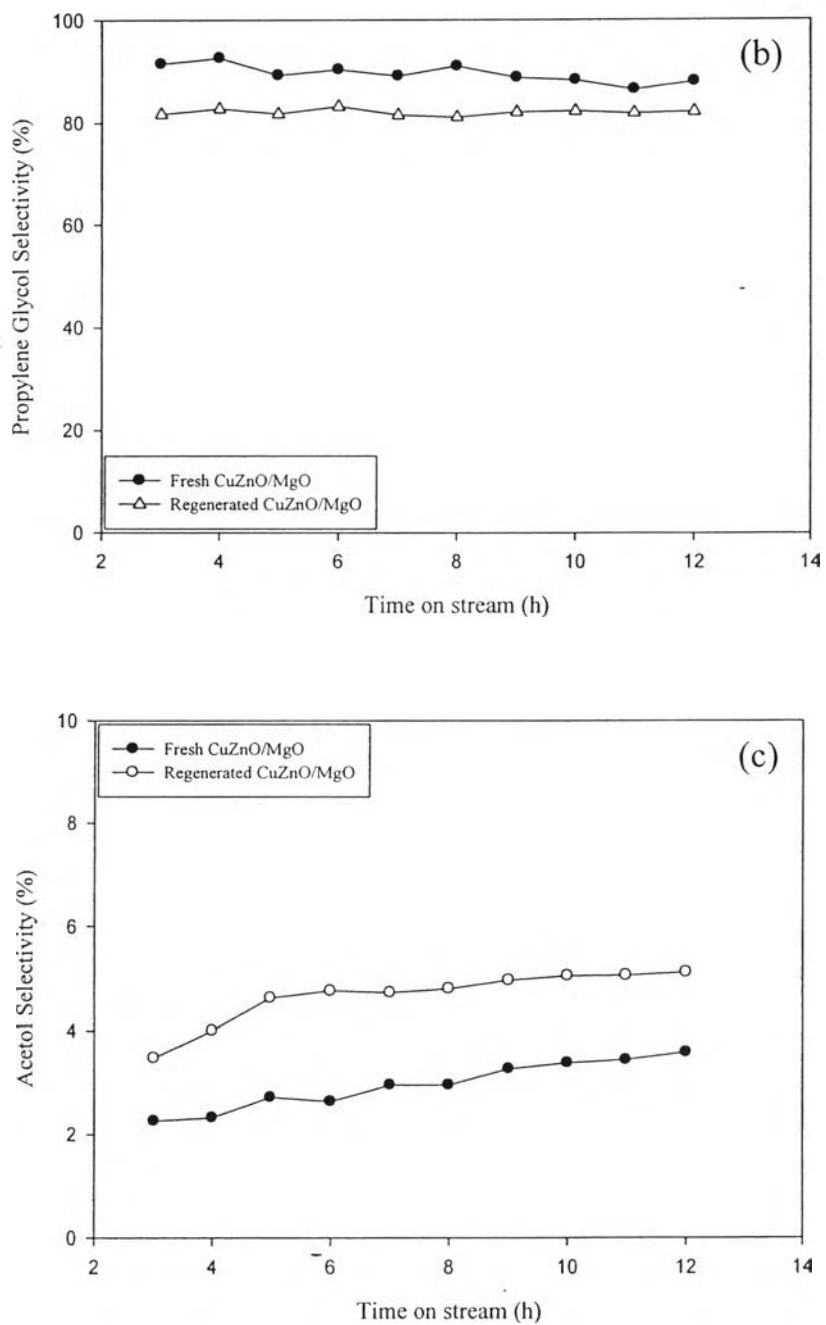 100
80
60
40
20
0
Propylene Glycol Selectivity (%)
(b)
Fresh CuZnO/MgO
Regenerated CuZnO/MgO
2 4 6 8 10 12 14
Time on stream (h)
10
8
6
4
2
0
Acetol Selectivity (%)
Fresh CuZnO/MgO
Regenerated CuZnO/MgO
(c)
2 4 6 8 10 12 14
Time on stream (h)